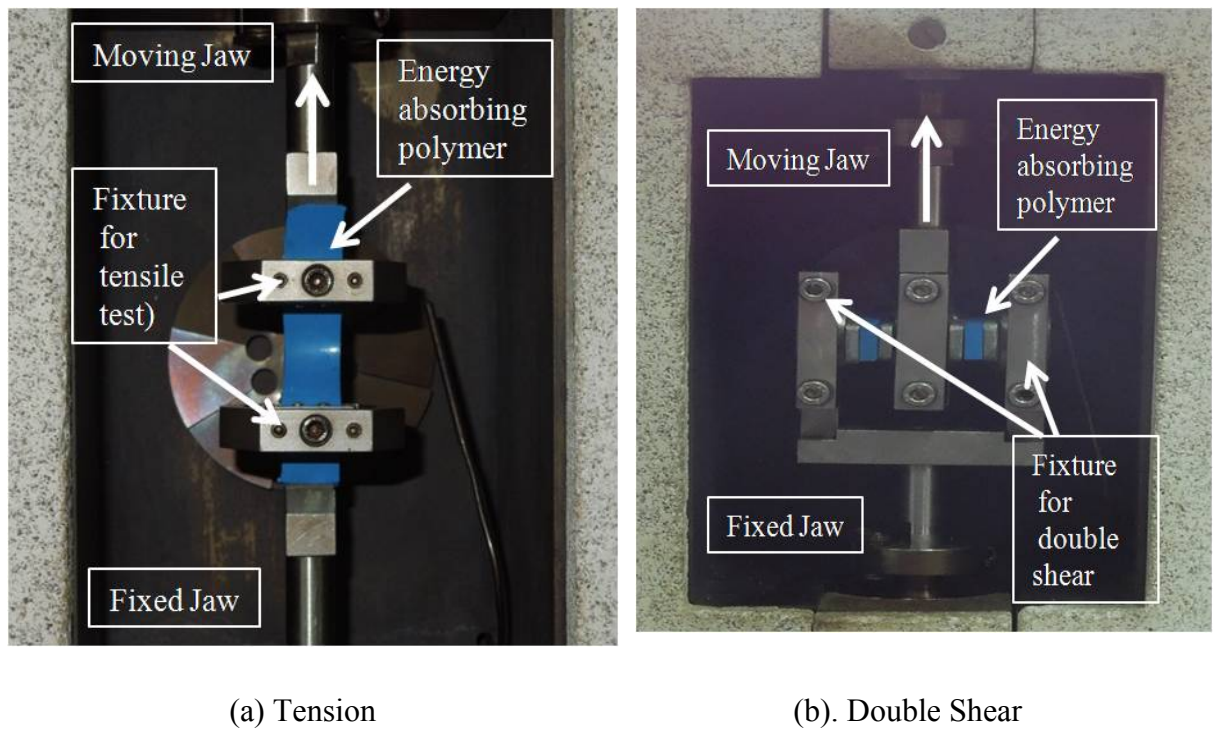 Moving Jaw
Energy
absorbing
polymer
Fixture
for
tensile
test)
Fixed Jaw
Moving Jaw
Energy
absorbing
polymer
Fixed Jaw
Fixture
for
double
shear
(a) Tension
(b). Double Shear